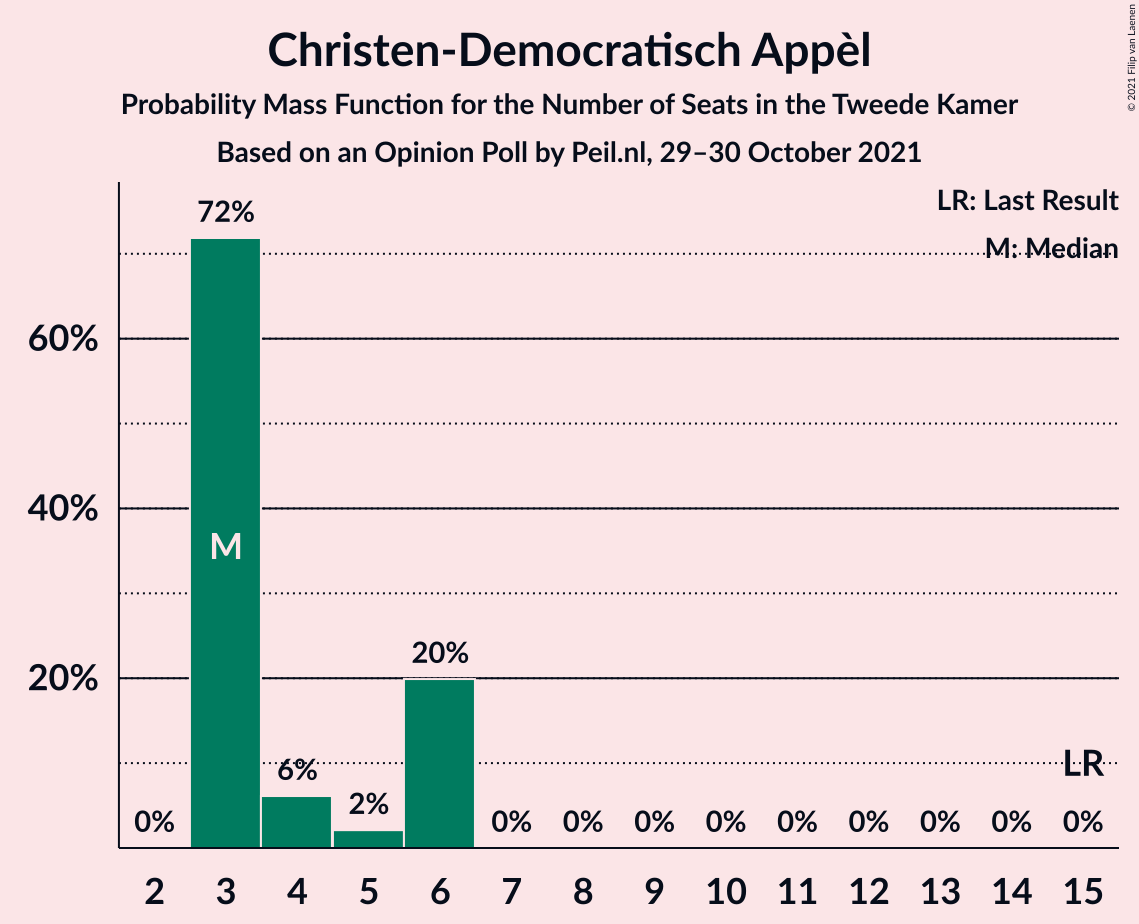 Christen-Democratisch Appèl
Probability Mass Function for the Number of Seats in the Tweede Kamer
Based on an Opinion Poll by Peil.nl, 29–30 October 2021
© 2021 Filip van Laenen
LR: Last Result
M: Median
72%
60%
40%
M
20%
20%
LR
6%
2%
0% 0% 0% 0% 0% 0% 0% 0% 0% 0%
2 3 4 5 6 7 8 9 10 11 12 13 14 15